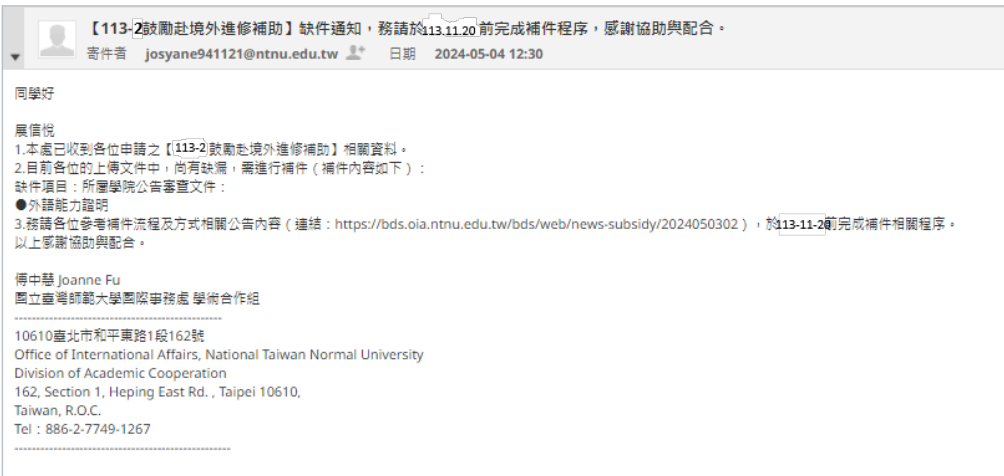 【113-2鼓勵赴境外進修補助】缺件通知，務請於113.11.20前完成補件程序，感謝協助與配合。
寄件者 josyane941121@ntnu.edu.tw 日期 2024-05-04 12:30
同學好
展信悅
1.本處已收到各位申請之【113-2鼓勵赴境外進修補助】相關資料。
2.目前各位的上傳文件中，尚有缺漏，需進行補件（補件內容如下）：
缺件項目：所屬學院公告審查文件：
●外語能力證明
3.務請各位參考補件流程及方式相關公告內容（連結：https://bds.oia.ntnu.edu.tw/bds/web/news-subsidy/2024050302），於113-11-20前完成補件相關程序。
以上感謝協助與配合。
傅中慧 Joanne Fu
國立臺灣師範大學國際事務處 學術合作組
------------------------------------------------
10610臺北市和平東路1段162號
Office of International Affairs, National Taiwan Normal University
Division of Academic Cooperation
162, Section 1, Heping East Rd. , Taipei 10610,
Taiwan, R.O.C.
Tel：886-2-7749-1267
--------------------------------------------------